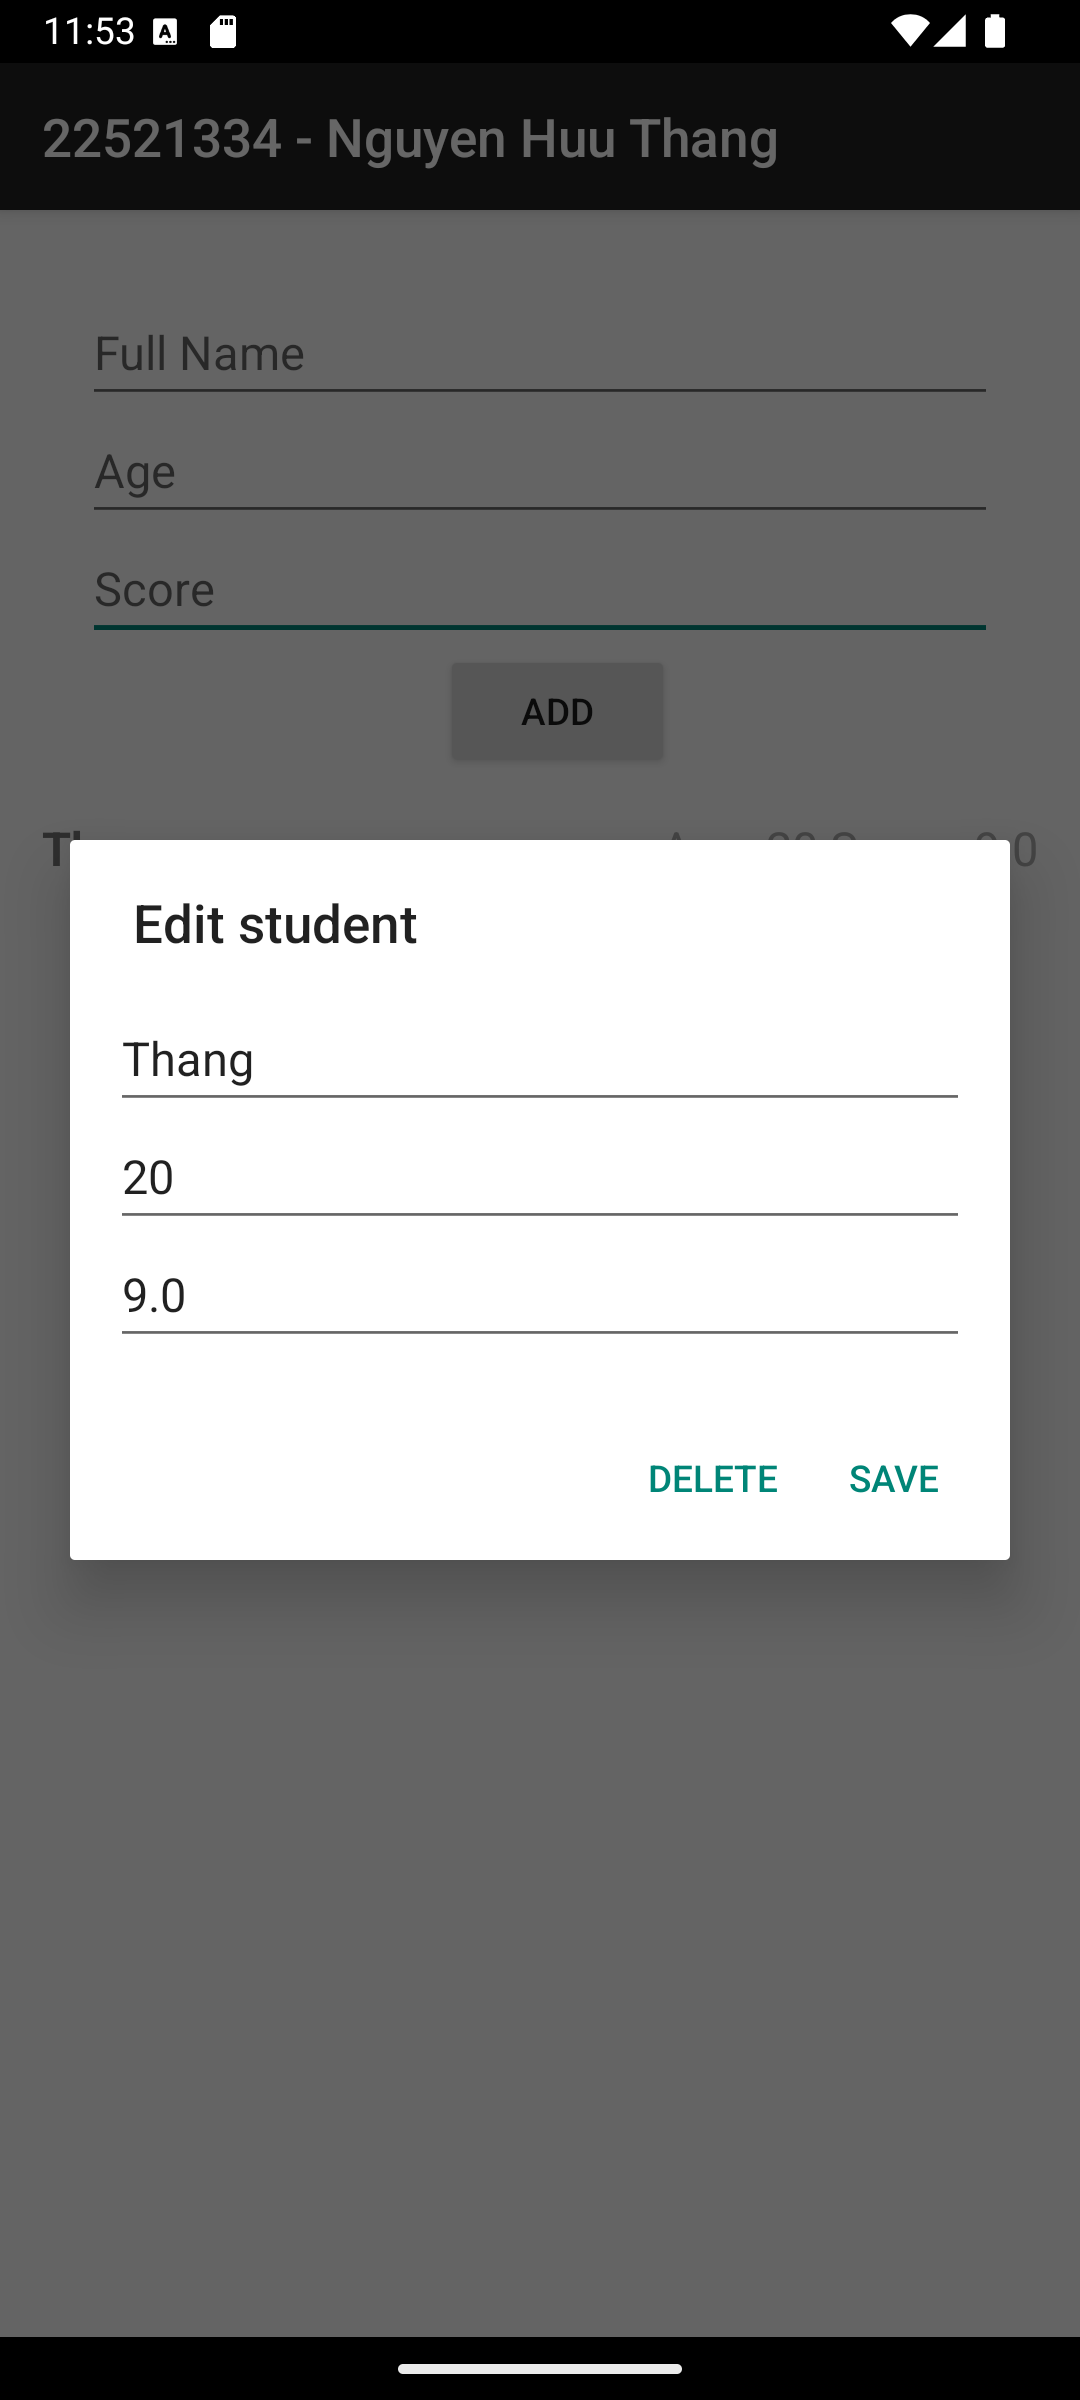 11:53
22521334 - Nguyen Huu Thang
Full Name
Age
Score
ADD
Edit student
Thang
20
9.0
DELETE SAVE